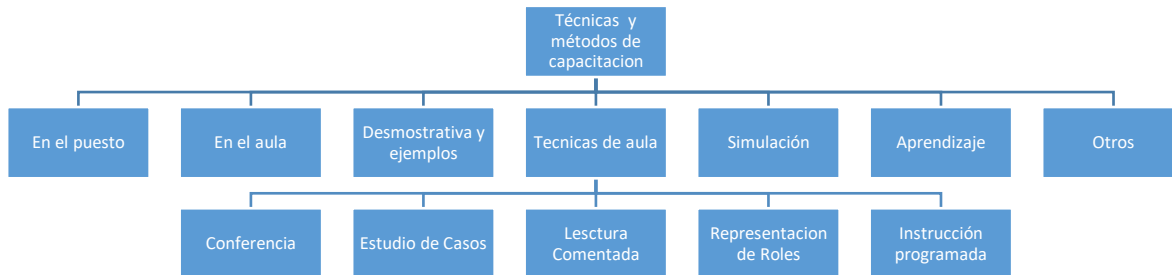 Técnicas y
métodos de
capacitacion
En el puesto
En el aula
Desmostrativa y
ejemplos
Tecnicas de aula
Simulación
Aprendizaje
Otros
Conferencia
Estudio de Casos
Lesctura
Comentada
Representacion
de Roles
Instrucción
programada